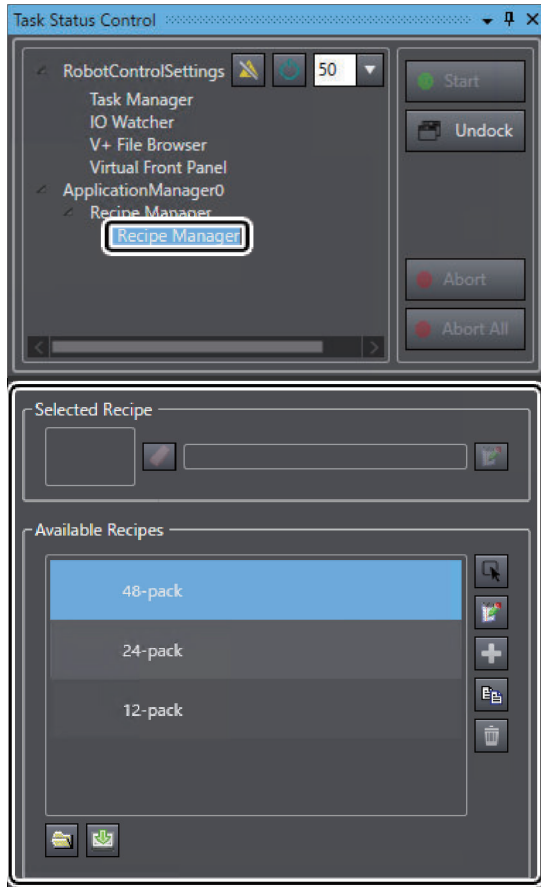 Task Status Control
RobotControlSettings 50
Task Manager
IO Watcher
V+ File Browser
Virtual Front Panel
ApplicationManager0
Recipe Manager
Recipe Manager
Start
Undock
Abort
Abort All
Selected Recipe
Available Recipes
48-pack
24-pack
12-pack